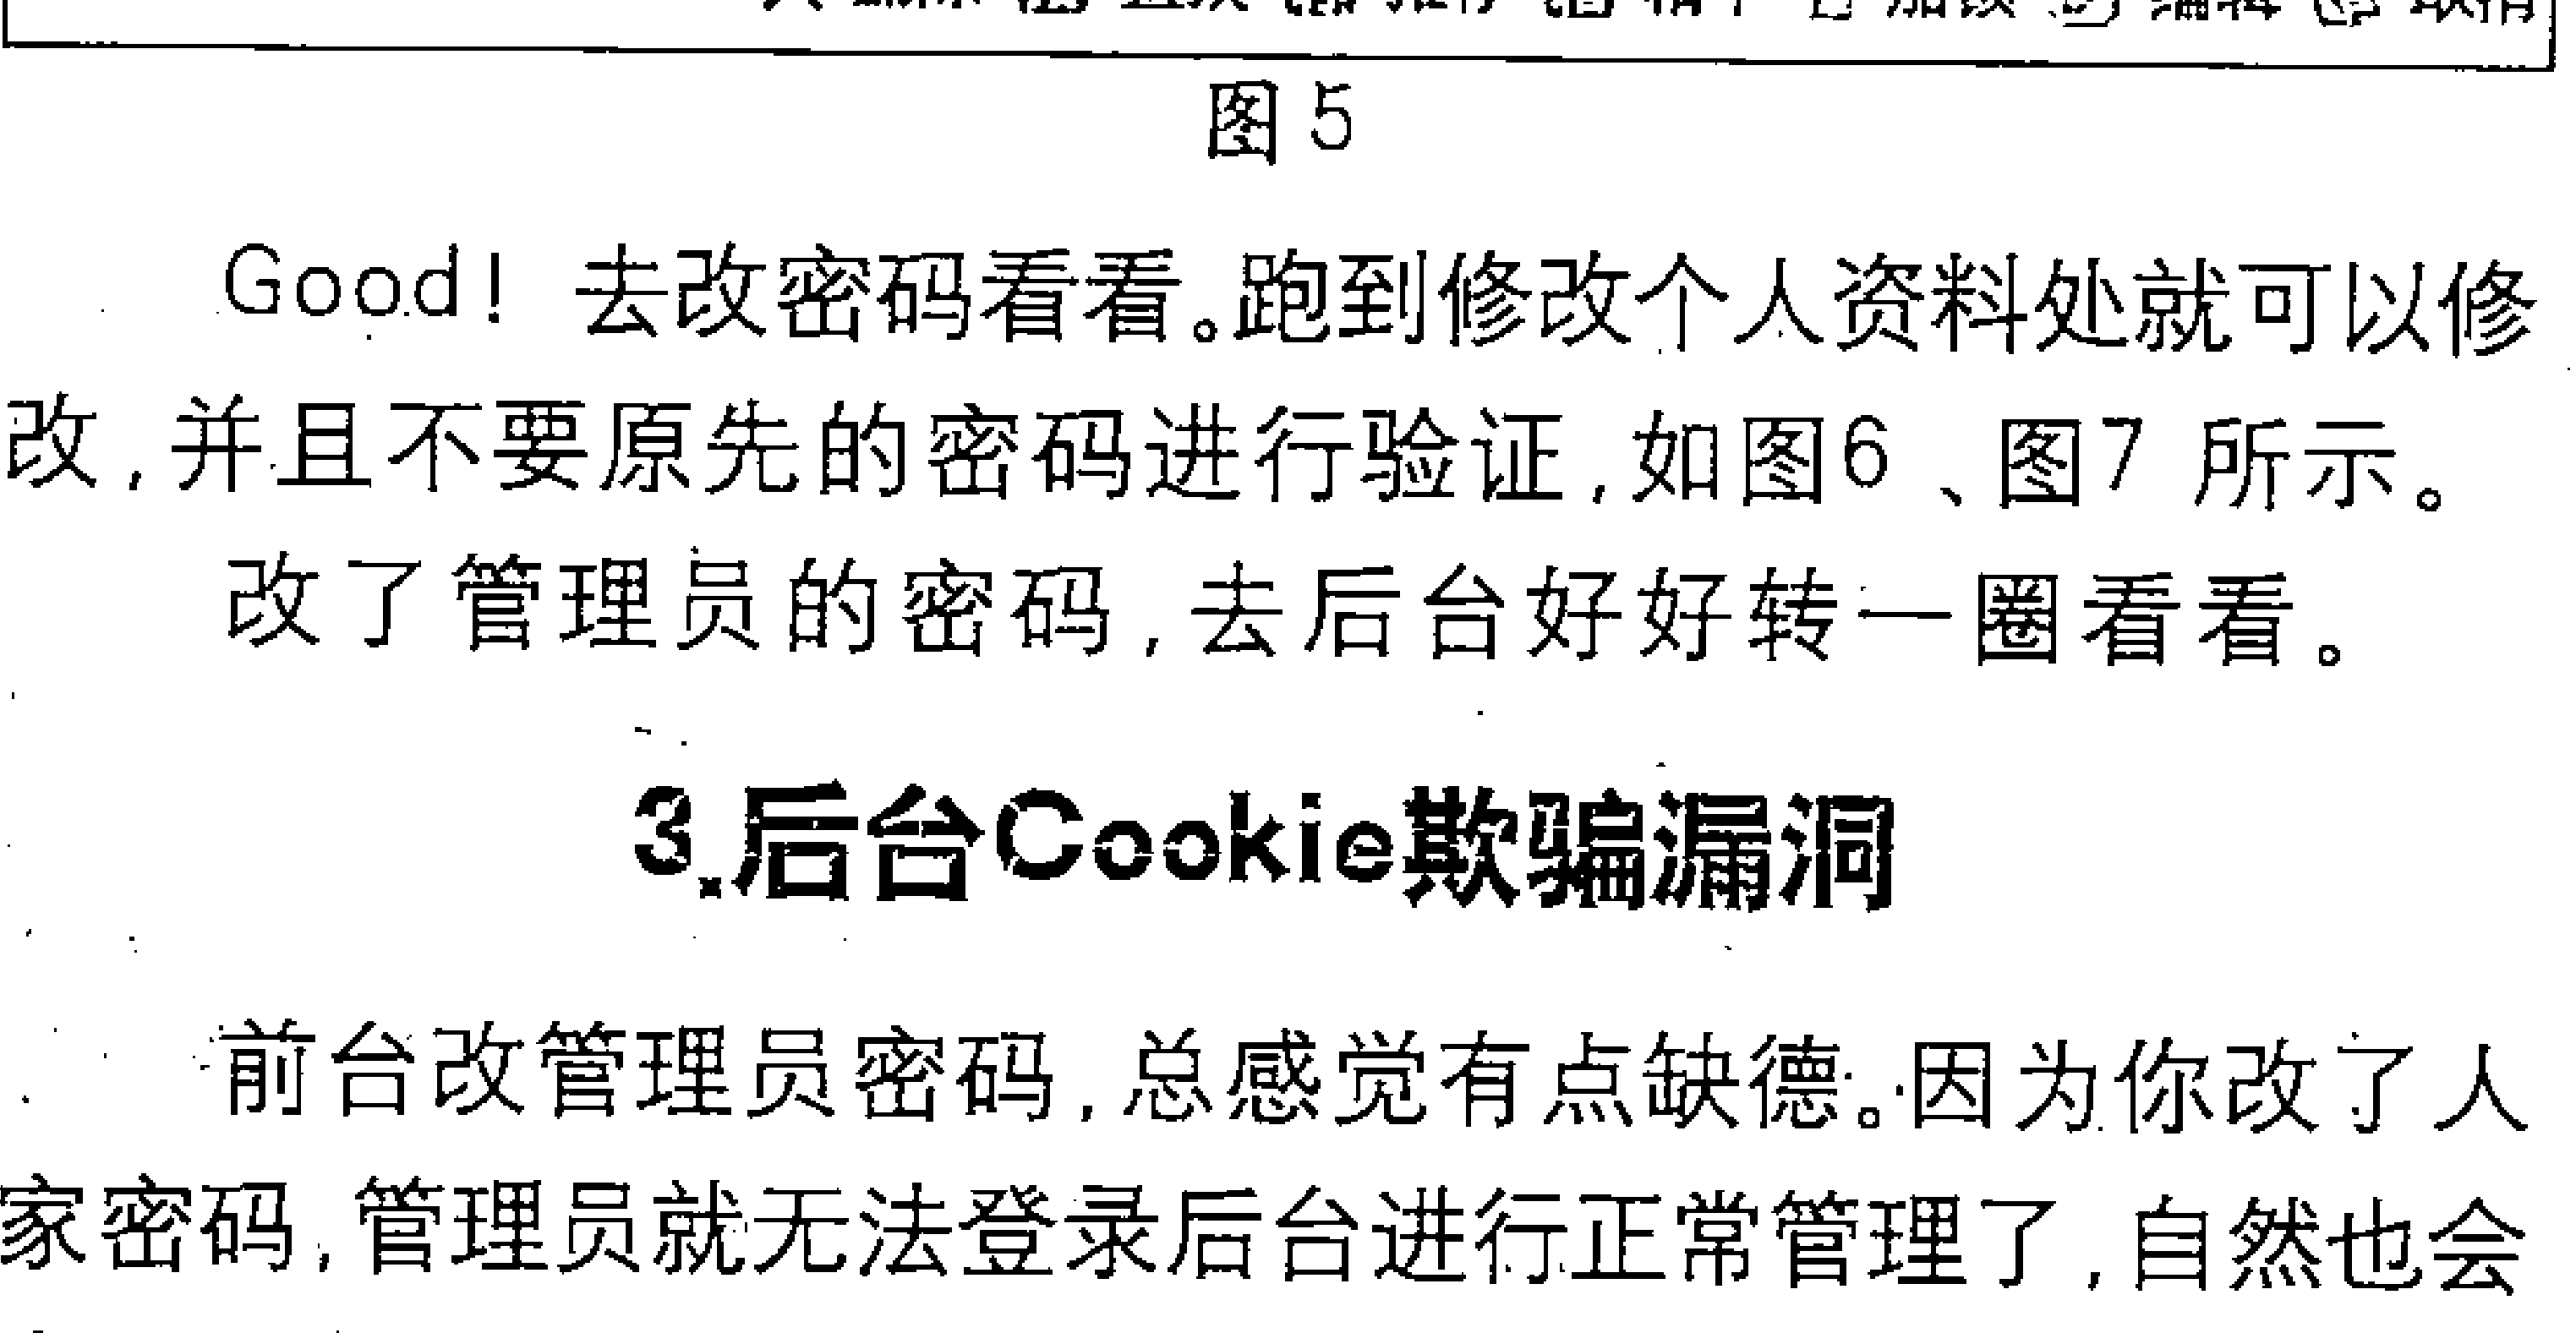 图5
Good! 去改密码看看。跑到修改个人资料处就可以修
改,并且不要原先的密码进行验证,如图6、图7 所示。
改了管理员的密码,去后台好好转一圈看看。
3.后台Cookie欺骗漏洞
前台改管理员密码,总感觉有点缺德。因为你改了人
家密码,管理员就无法登录后台进行正常管理了,自然也会